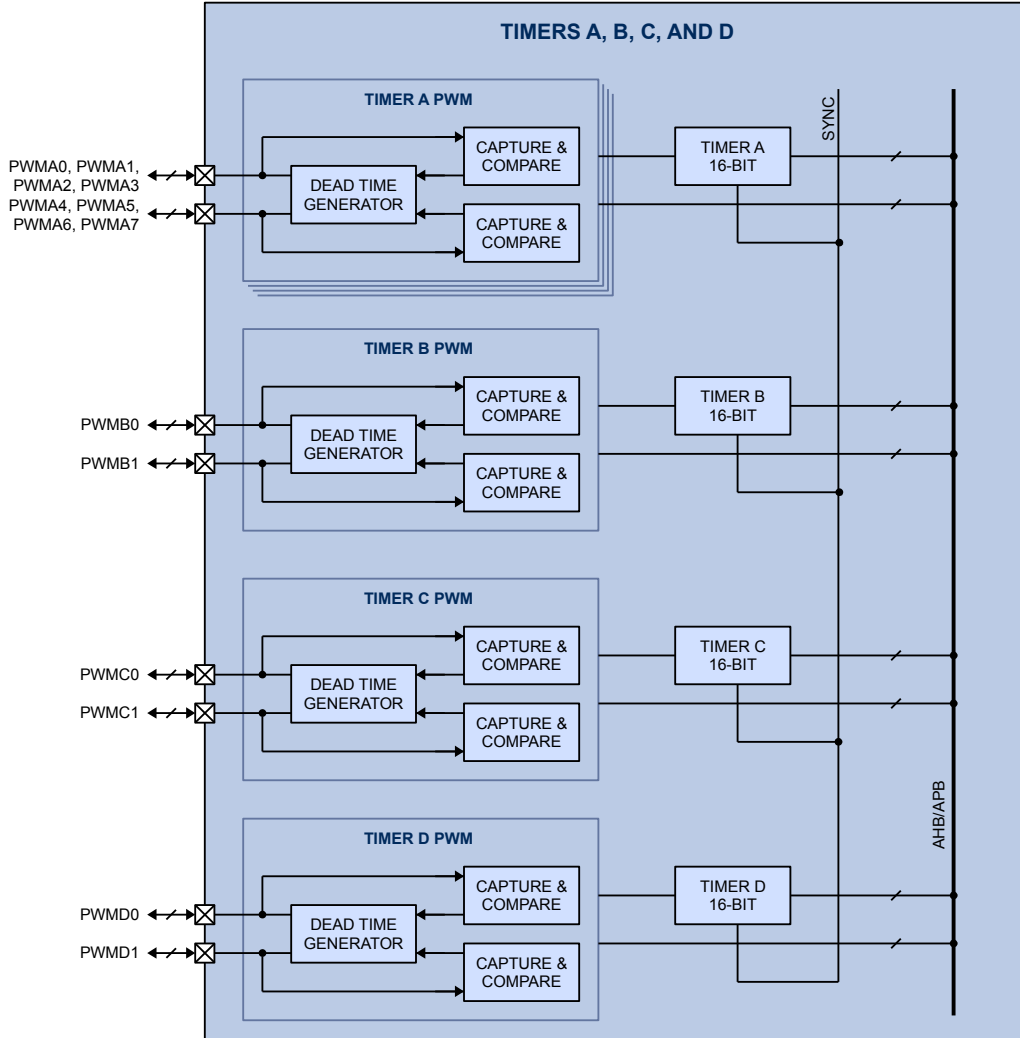 TIMERS A, B, C, AND D
TIMER A PWM
CAPTURE &
COMPARE
DEAD TIME
GENERATOR
CAPTURE &
COMPARE
TIMER A
16-BIT
SYNC
PWMA0, PWMA1,
PWMA2, PWMA3
PWMA4, PWMA5,
PWMA6, PWMA7
TIMER B PWM
CAPTURE &
COMPARE
DEAD TIME
GENERATOR
CAPTURE &
COMPARE
TIMER B
16-BIT
PWMB0
PWMB1
TIMER C PWM
CAPTURE &
COMPARE
DEAD TIME
GENERATOR
CAPTURE &
COMPARE
TIMER C
16-BIT
PWMC0
PWMC1
AHB/APB
TIMER D PWM
CAPTURE &
COMPARE
DEAD TIME
GENERATOR
CAPTURE &
COMPARE
TIMER D
16-BIT
PWMD0
PWMD1